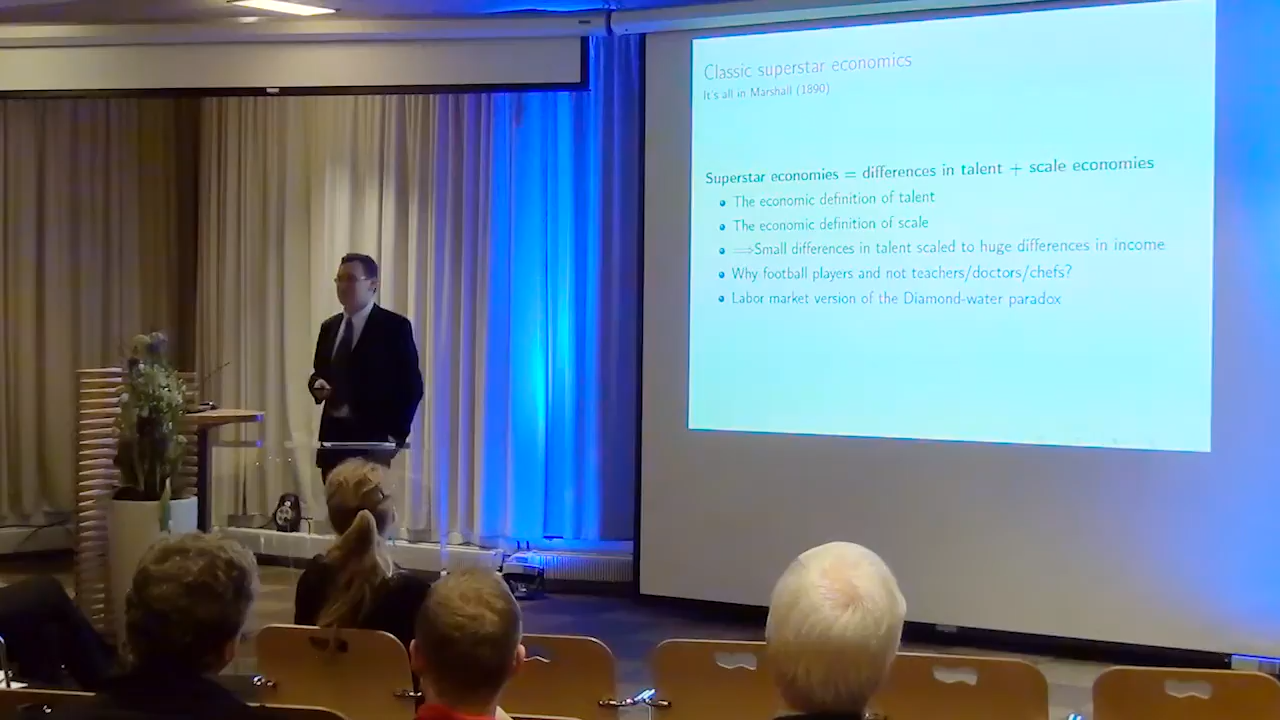 Classic superstar economics
It's all in Marshall (1890)
Superstar economies = differences in talent + scale economies
The economic definition of talent
The economic definition of scale
⟹Small differences in talent scaled to huge differences in income
Why football players and not teachers/doctors/chefs?
Labor market version of the Diamond-water paradox